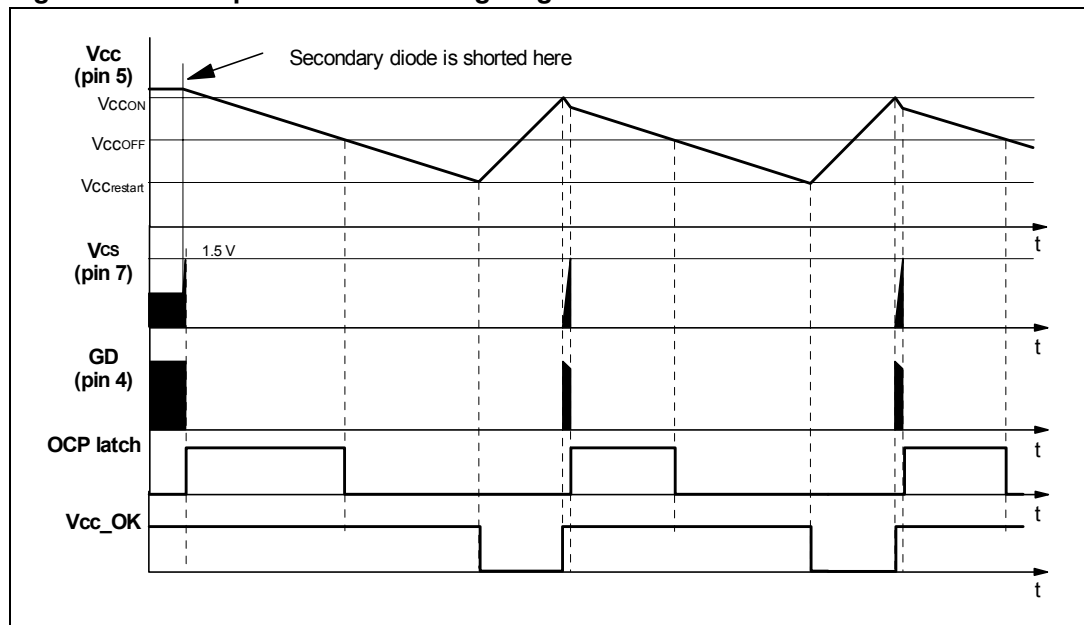 Vcc
(pin 5)
Secondary diode is shorted here
VccON
VccOFF
VCCrestart
t
Vcs
(pin 7)
1.5 V
t
GD
(pin 4)
t
OCP latch
t
Vcc_OK
t